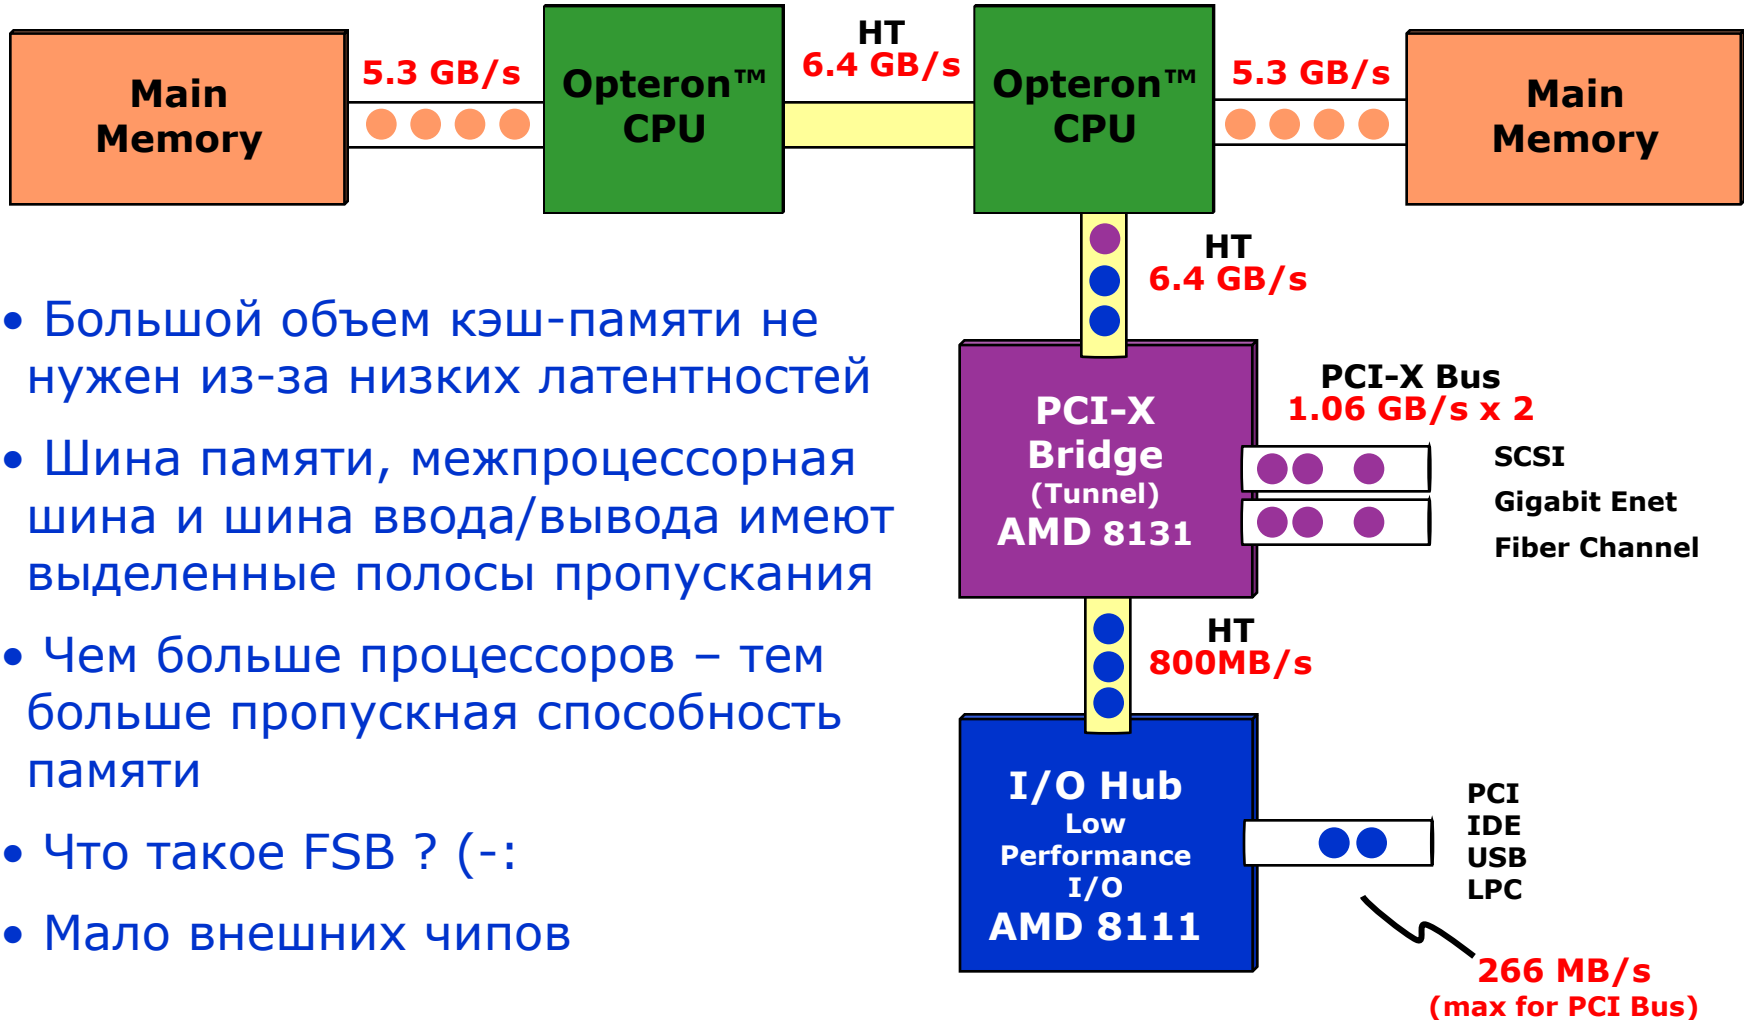 Main
Memory
5.3 GB/s
Opteron™
CPU
HT
6.4 GB/s
Opteron™
CPU
5.3 GB/s
Main
Memory
HT
6.4 GB/s
• Большой объем кэш-памяти не
нужен из-за низких латентностей
• Шина памяти, межпроцессорная
шина и шина ввода/вывода имеют
выделенные полосы пропускания
• Чем больше процессоров – тем
больше пропускная способность
памяти
• Что такое FSB ? (-:
• Мало внешних чипов
PCI-X
Bridge
(Tunnel)
AMD 8131
PCI-X Bus
1.06 GB/s x 2
SCSI
Gigabit Enet
Fiber Channel
HT
800MB/s
I/O Hub
Low
Performance
I/O
AMD 8111
PCI
IDE
USB
LPC
266 MB/s
(max for PCI Bus)